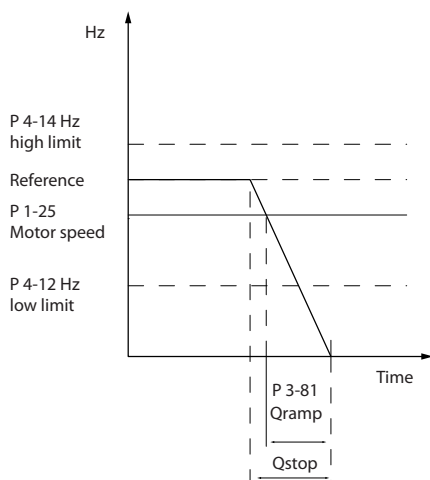 Hz
P 4-14 Hz
high limit
Reference
P 1-25
Motor speed
P 4-12 Hz
low limit
Time
P 3-81
Qramp
Qstop